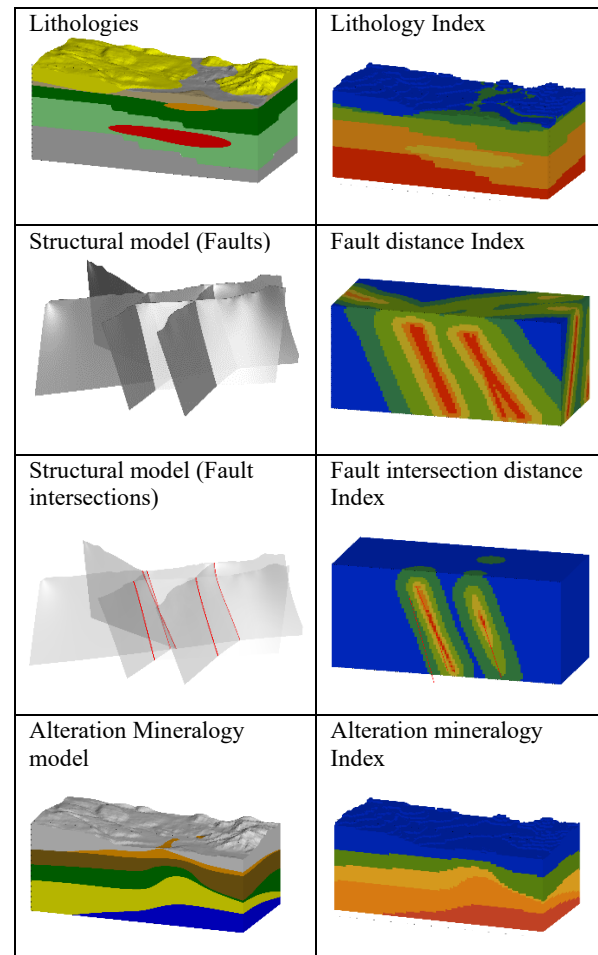 Lithologies
Lithology Index
Structural model (Faults)
Fault distance Index
Structural model (Fault
intersections)
Fault intersection distance
Index
Alteration Mineralogy
model
Alteration mineralogy
Index